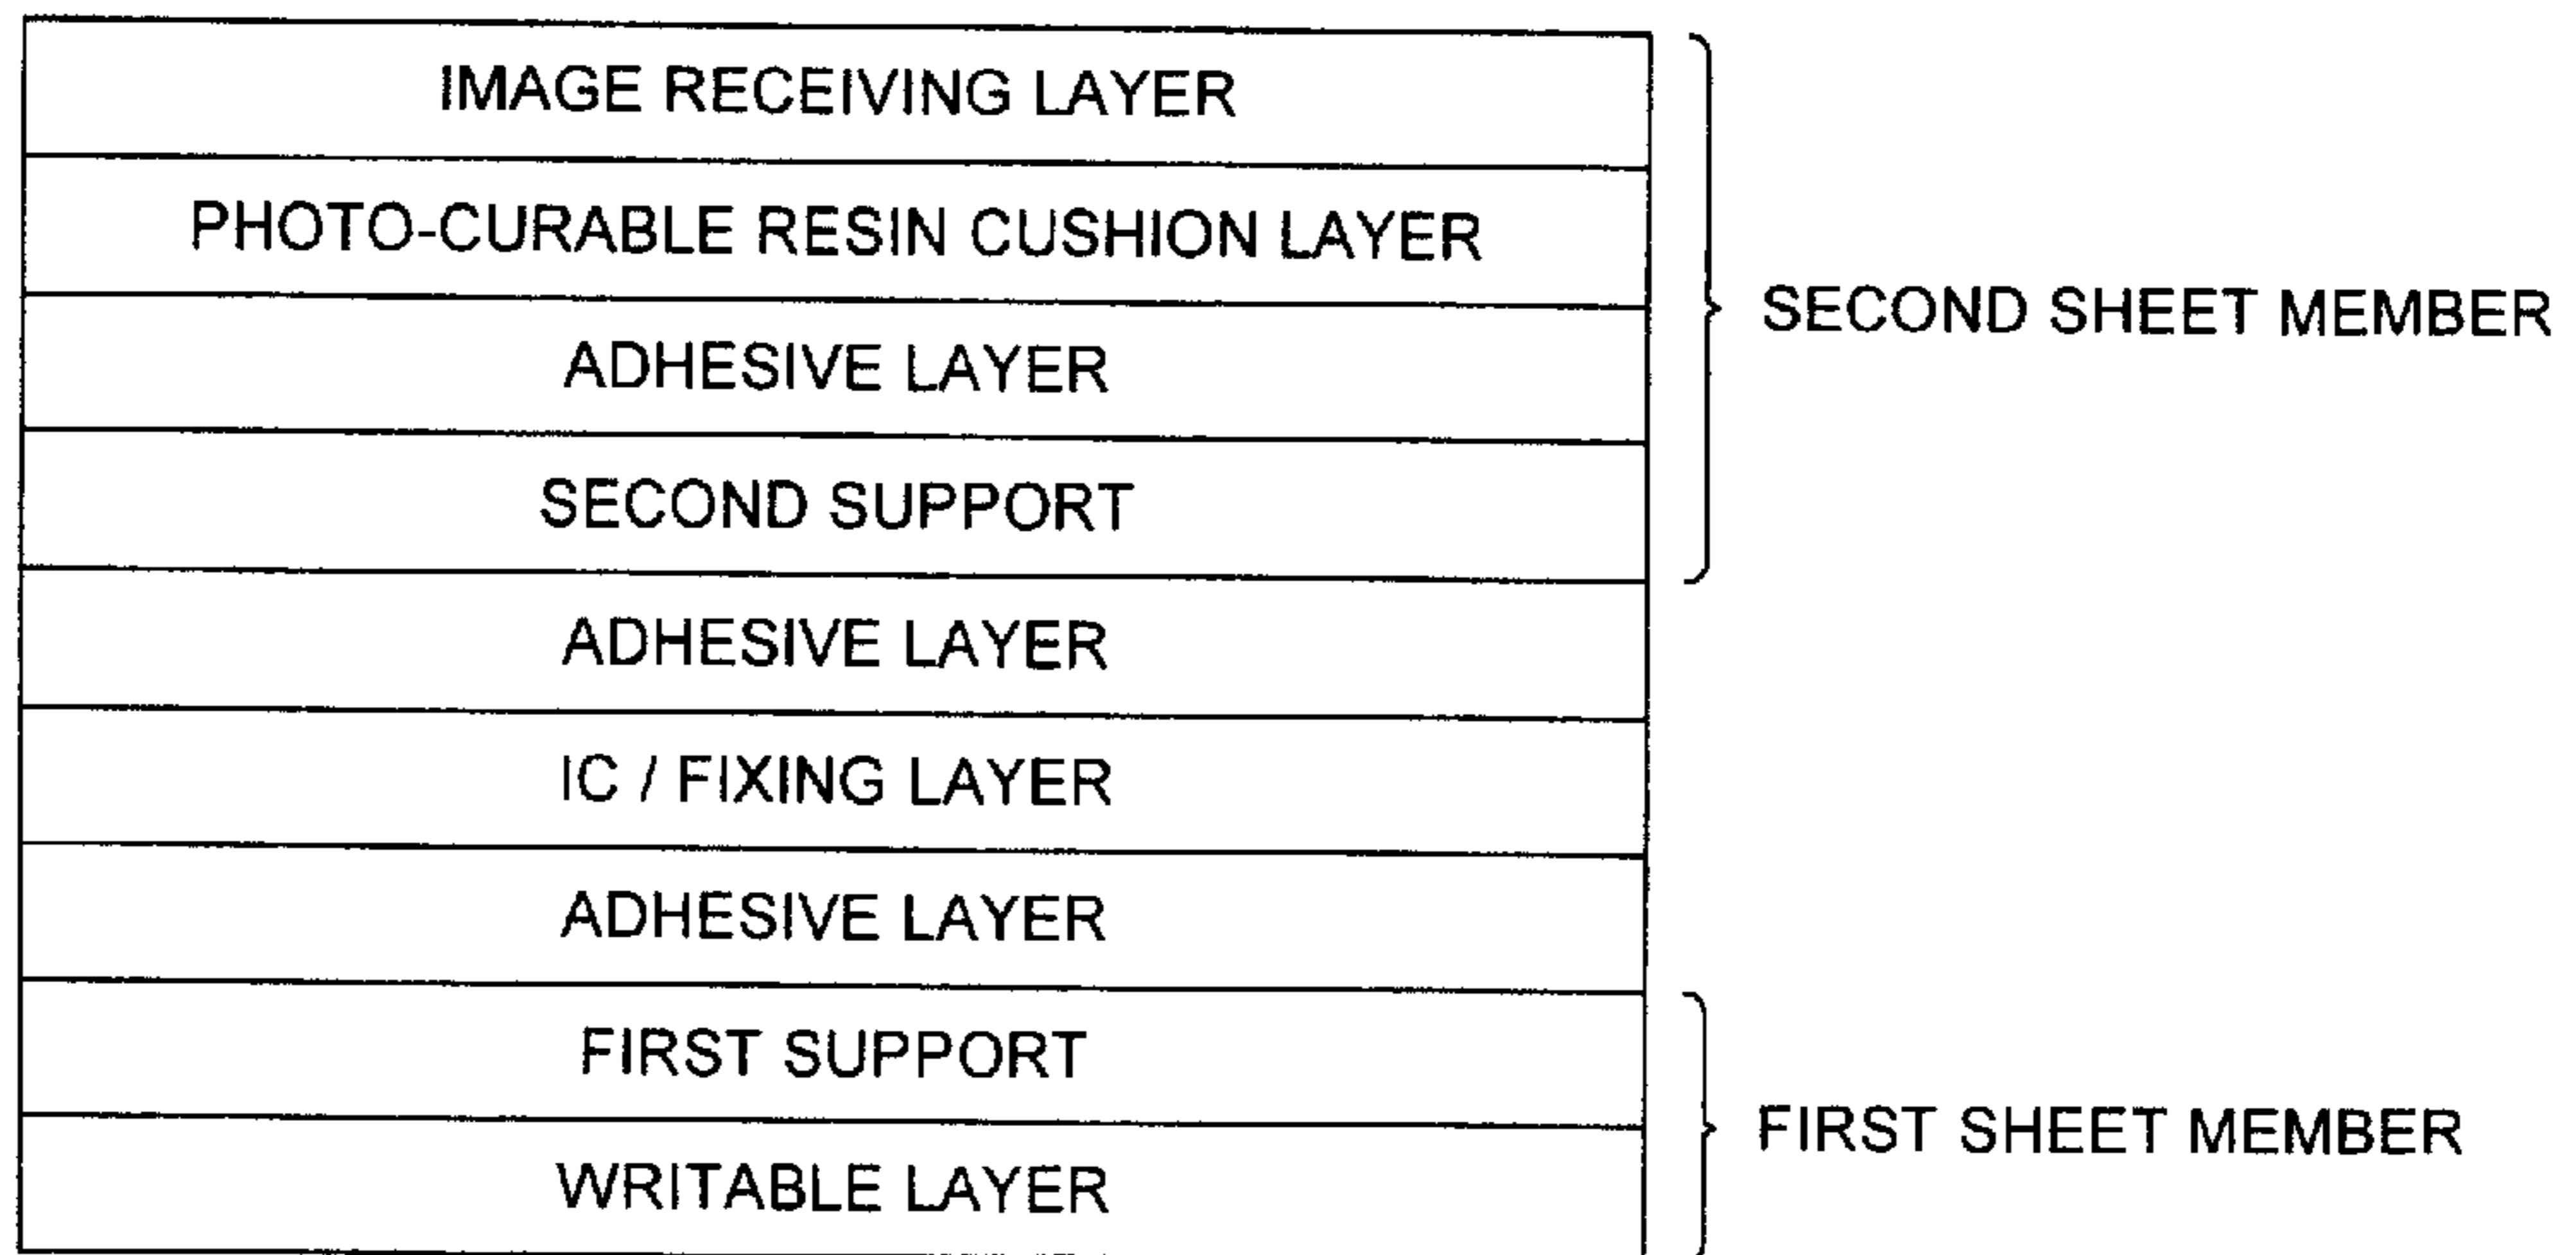 IMAGE RECEIVING LAYER
PHOTO-CURABLE RESIN CUSHION LAYER
SECOND SHEET MEMBER
ADHESIVE LAYER
SECOND SUPPORT
ADHESIVE LAYER
IC / FIXING LAYER
ADHESIVE LAYER
FIRST SUPPORT
FIRST SHEET MEMBER
WRITABLE LAYER